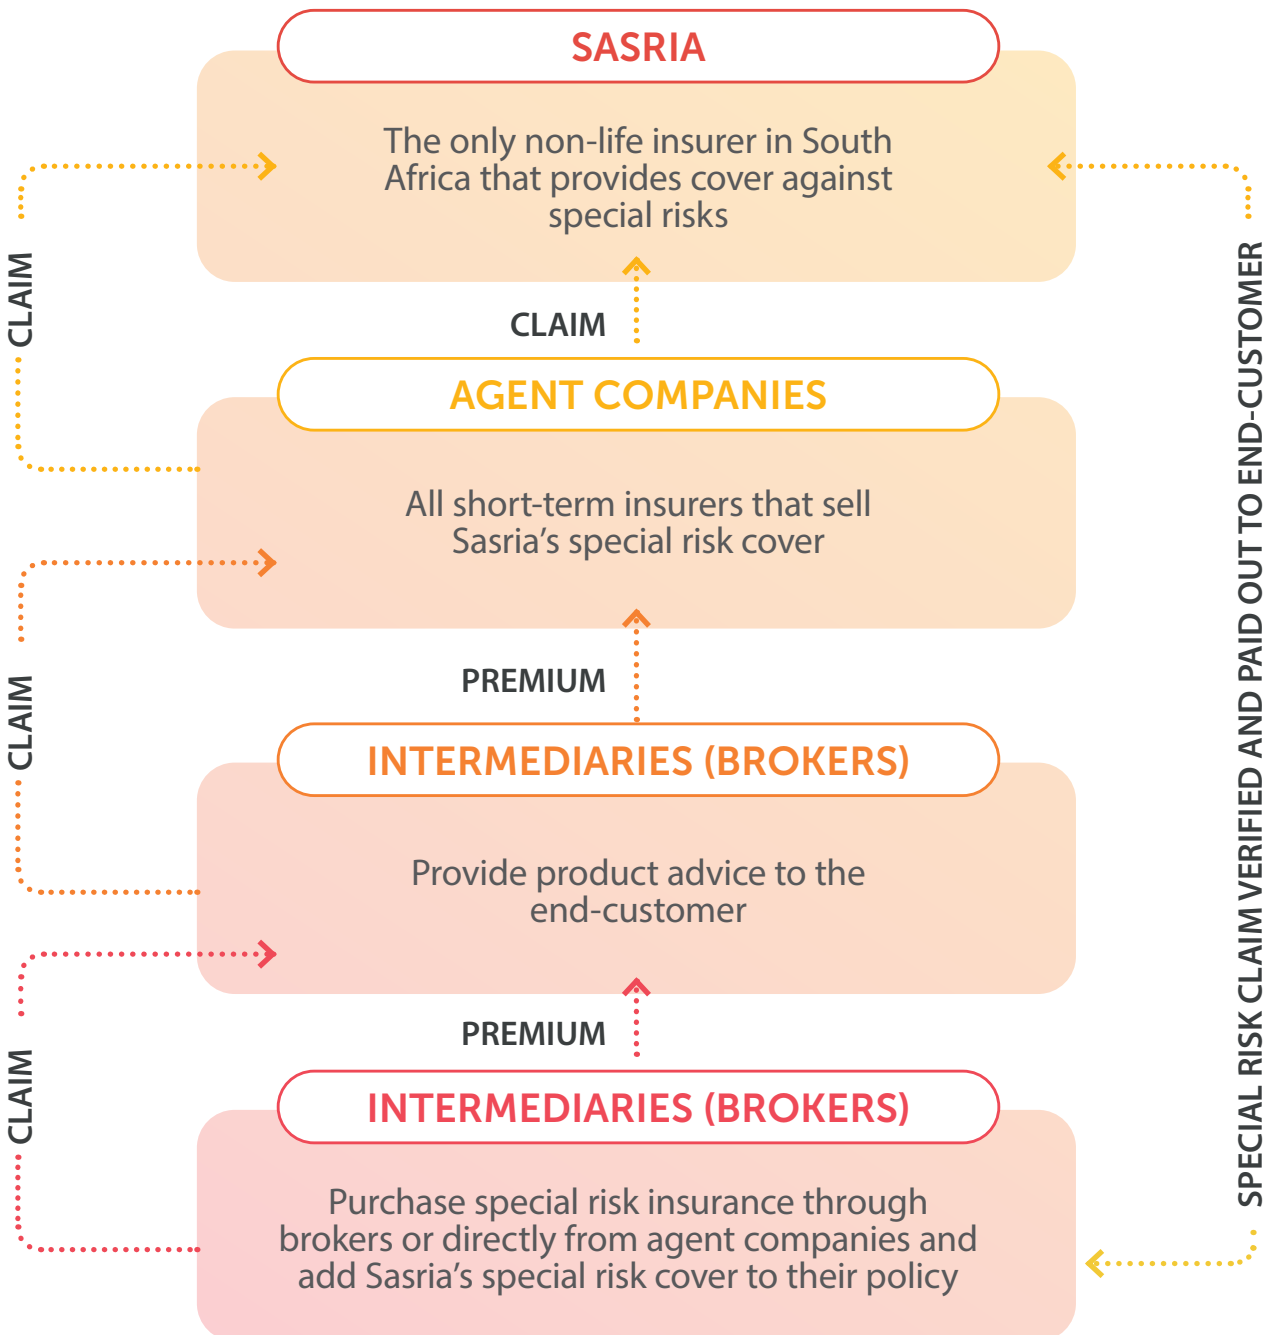 SASRIA
The only non-life insurer in South
Africa that provides cover against
special risks
CLAIM
CLAIM
AGENT COMPANIES
All short-term insurers that sell
Sasria’s special risk cover
CLAIM
PREMIUM
INTERMEDIARIES (BROKERS)
Provide product advice to the
end-customer
CLAIM
PREMIUM
INTERMEDIARIES (BROKERS)
Purchase special risk insurance through
brokers or directly from agent companies and
add Sasria’s special risk cover to their policy
SPECIAL RISK CLAIM VERIFIED AND PAID OUT TO END-CUSTOMER